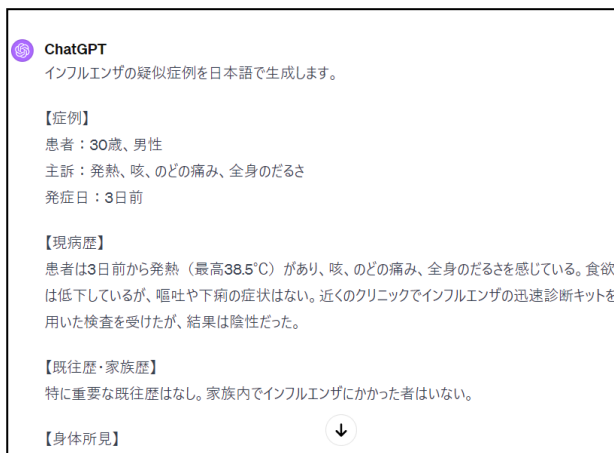 ChatGPT
インフルエンザの疑似症例を日本語で生成します。
【症例】
患者：30歳、男性
主訴：発熱、咳、のどの痛み、全身のだるさ
発症日：3日前
【現病歴】
患者は3日前から発熱（最高38.5°C）があり、咳、のどの痛み、全身のだるさを感じている。食欲
は低下しているが、嘔吐や下痢の症状はない。近くのクリニックでインフルエンザの迅速診断キットを
用いた検査を受けたが、結果は陰性だった。
【既往歴・家族歴】
特に重要な既往歴はなし。家族内でインフルエンザにかかった者はいない。
【身体所見】